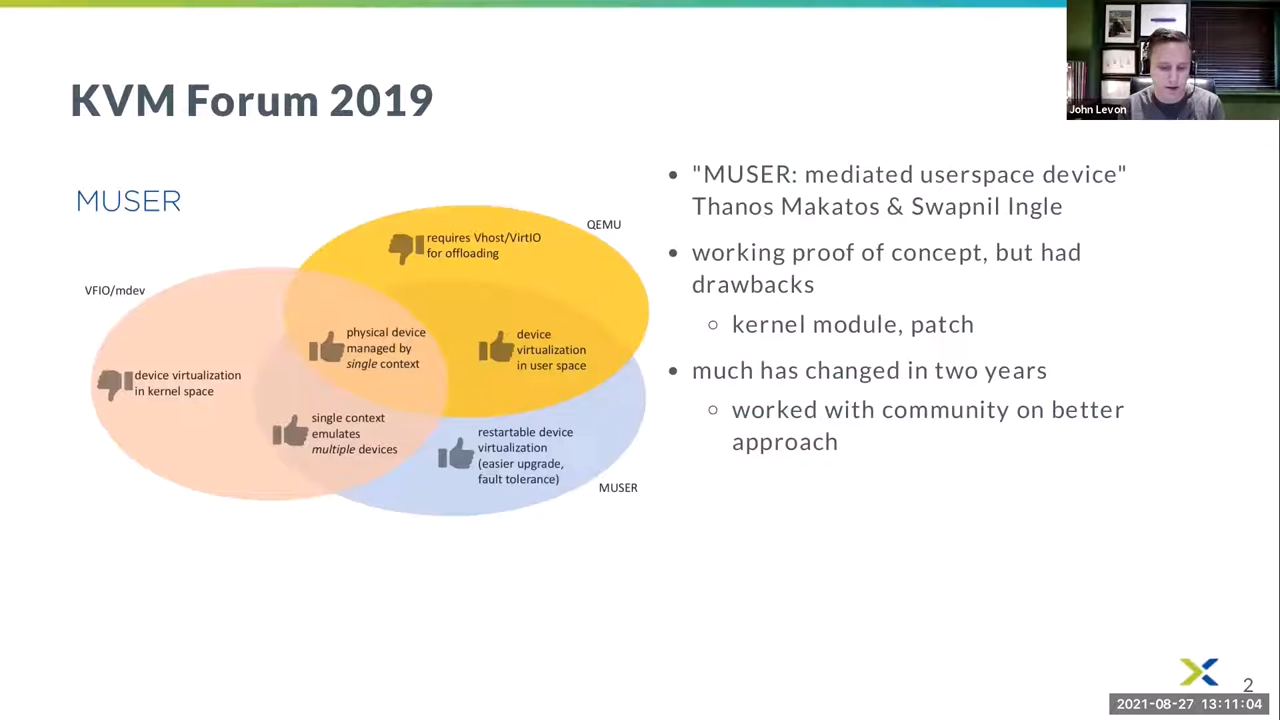 KVM Forum 2019
John Levon
MUSER
QEMU
requires Vhost/VirtIO
for offloading
VFIO/mdev
physical device
managed by
single context
device
virtualization
in user space
device virtualization
in kernel space
single context
emulates
multiple devices
restartable device
virtualization
(easier upgrade,
fault tolerance)
MUSER
• "MUSER: mediated userspace device"
Thanos Makatos & Swapnil Ingle
• working proof of concept, but had
drawbacks
○ kernel module, patch
• much has changed in two years
○ worked with community on better
approach
2
2021-08-27 13:11:04